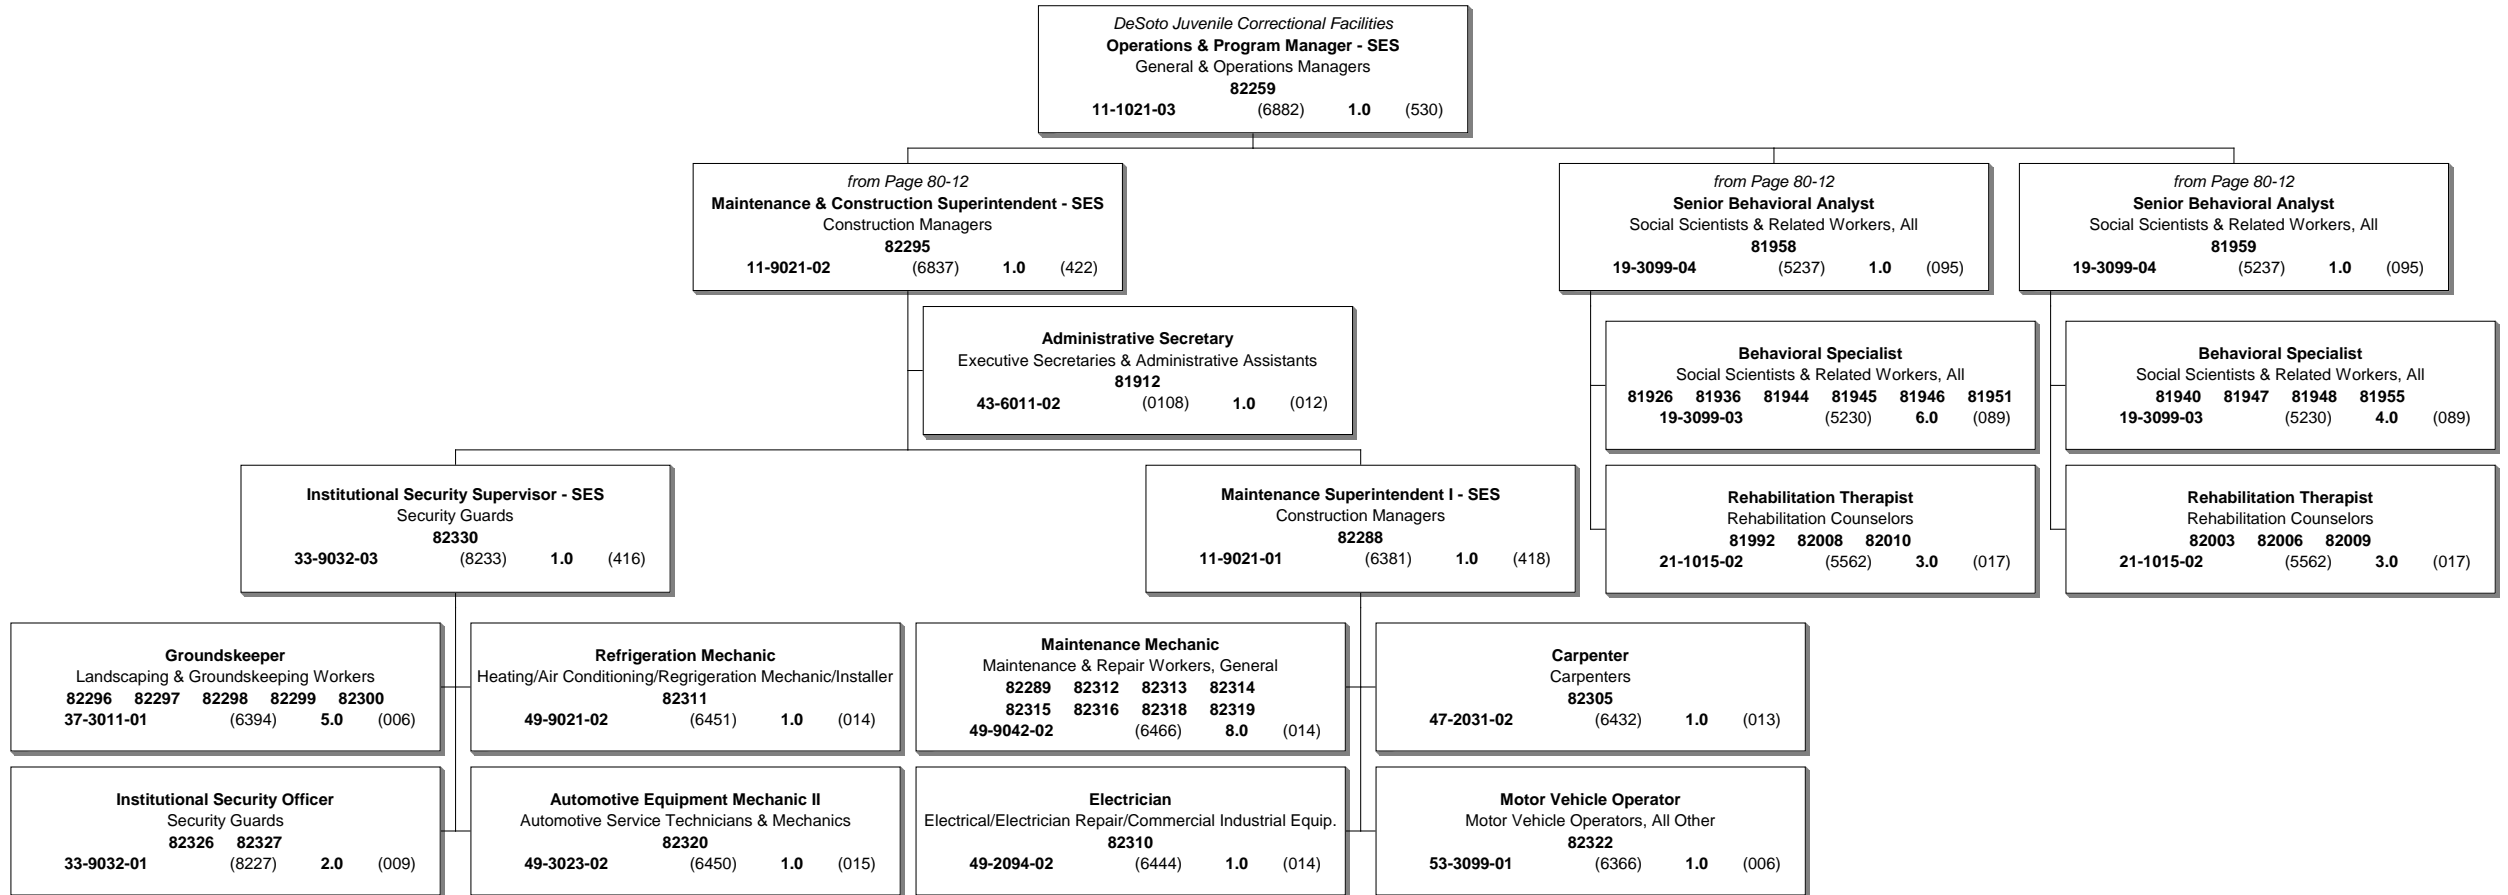 DeSoto Juvenile Correctional Facilities
Operations & Program Manager - SES
General & Operations Managers
82259
11-1021-03 (6882) 1.0 (530)
from Page 80-12
Maintenance & Construction Superintendent - SES
Construction Managers
82295
11-9021-02 (6837) 1.0 (422)
from Page 80-12
Senior Behavioral Analyst
Social Scientists & Related Workers, All
81958
19-3099-04 (5237) 1.0 (095)
from Page 80-12
Senior Behavioral Analyst
Social Scientists & Related Workers, All
81959
19-3099-04 (5237) 1.0 (095)
Administrative Secretary
Executive Secretaries & Administrative Assistants
81912
43-6011-02 (0108) 1.0 (012)
Behavioral Specialist
Social Scientists & Related Workers, All
81926 81936 81944 81945 81946 81951
19-3099-03 (5230) 6.0 (089)
Behavioral Specialist
Social Scientists & Related Workers, All
81940 81947 81948 81955
19-3099-03 (5230) 4.0 (089)
Institutional Security Supervisor - SES
Security Guards
82330
33-9032-03 (8233) 1.0 (416)
Maintenance Superintendent I - SES
Construction Managers
82288
11-9021-01 (6381) 1.0 (418)
Rehabilitation Therapist
Rehabilitation Counselors
81992 82008 82010
21-1015-02 (5562) 3.0 (017)
Rehabilitation Therapist
Rehabilitation Counselors
82003 82006 82009
21-1015-02 (5562) 3.0 (017)
Groundskeeper
Landscaping & Groundskeeping Workers
82296 82297 82298 82299 82300
37-3011-01 (6394) 5.0 (006)
Refrigeration Mechanic
Heating/Air Conditioning/Regrigeration Mechanic/Installer
82311
49-9021-02 (6451) 1.0 (014)
Maintenance Mechanic
Maintenance & Repair Workers, General
82289 82312 82313 82314
82315 82316 82318 82319
49-9042-02 (6466) 8.0 (014)
Carpenter
Carpenters
82305
47-2031-02 (6432) 1.0 (013)
Institutional Security Officer
Security Guards
82326 82327
33-9032-01 (8227) 2.0 (009)
Automotive Equipment Mechanic II
Automotive Service Technicians & Mechanics
82320
49-3023-02 (6450) 1.0 (015)
Electrician
Electrical/Electrician Repair/Commercial Industrial Equip.
82310
49-2094-02 (6444) 1.0 (014)
Motor Vehicle Operator
Motor Vehicle Operators, All Other
82322
53-3099-01 (6366) 1.0 (006)